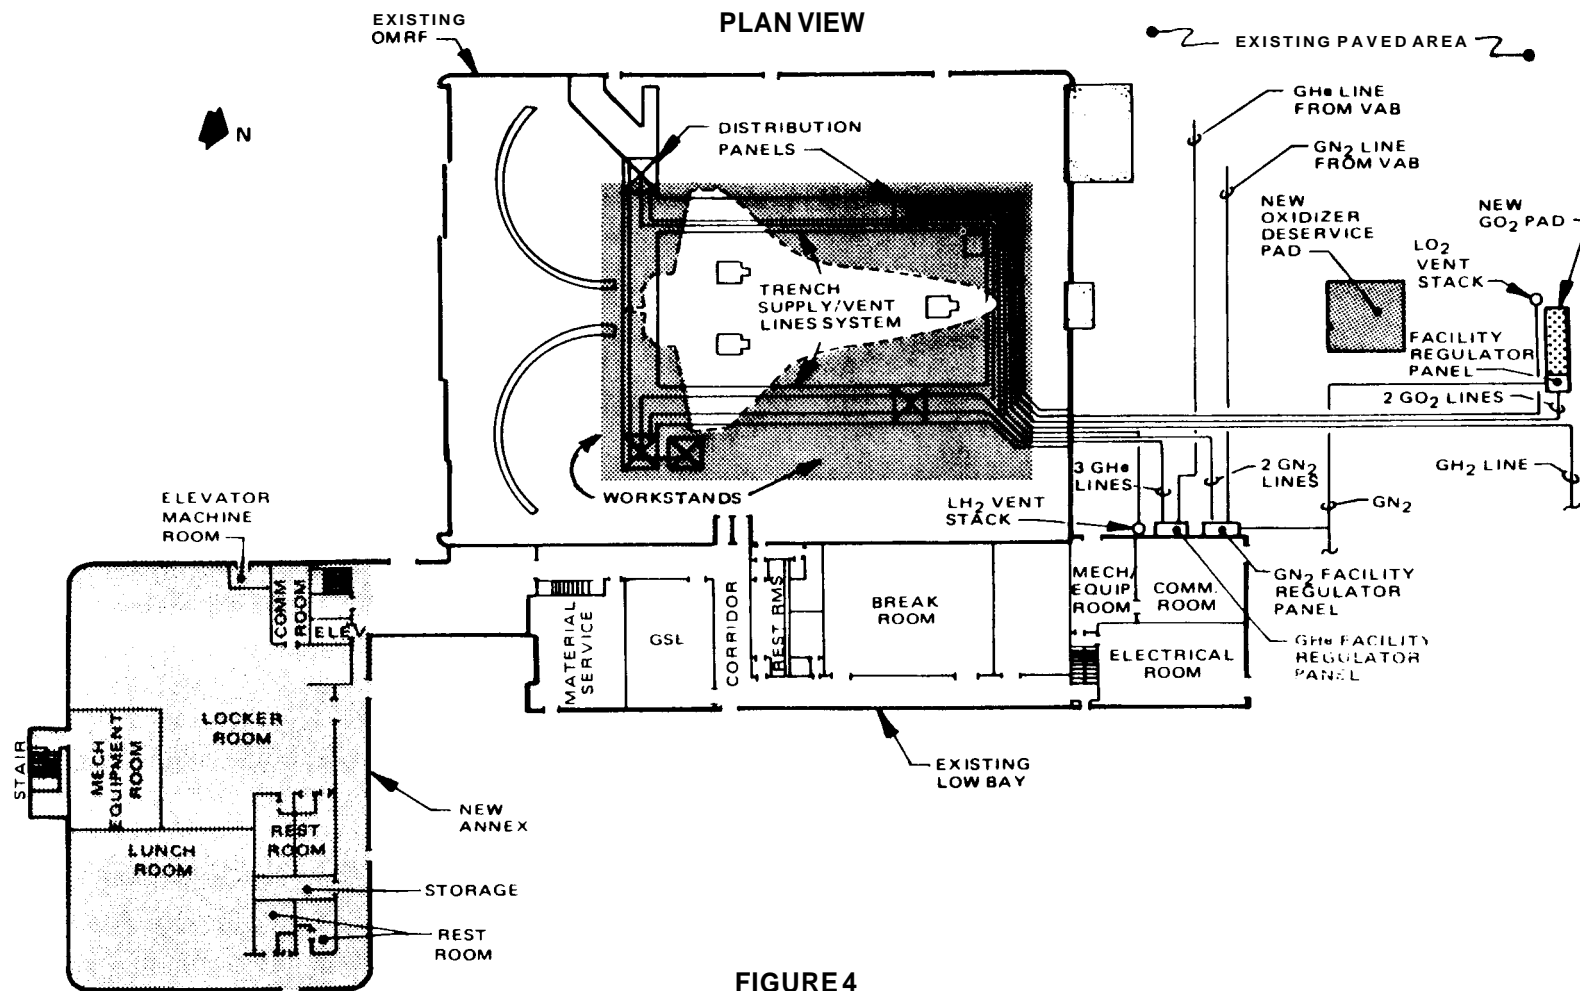 PLAN VIEW
EXISTING
OMRF
EXISTING PAVED AREA
N
DISTRIBUTION
PANELS
GHe LINE
FROM VAB
GN2 LINE
FROM VAB
NEW
OXIDIZER
DESERVICE
PAD
NEW
GO2 PAD
LO2
VENT
STACK
TRENCH
SUPPLY/VENT
LINES SYSTEM
FACILITY
REGULATOR
PANEL
2 GO2 LINES
WORKSTANDS
3 GHe
LINES
2 GN2
LINES
GH2 LINE
LH2 VENT
STACK
GN2
ELEVATOR
MACHINE
ROOM
COMM
ROOM
ELEV.
MATERIAL
SERVICE
GSE
CORRIDOR
REST RMS
BREAK
ROOM
MECH/
EQUIP.
ROOM
COMM.
ROOM
GN2 FACILITY
REGULATOR
PANEL
ELECTRICAL
ROOM
GHe FACILITY
REGULATOR
PANEL
STAIR
MECH
EQUIPMENT
ROOM
LOCKER
ROOM
EXISTING
LOW BAY
NEW
ANNEX
REST
ROOM
LUNCH
ROOM
STORAGE
REST
ROOM
FIGURE 4